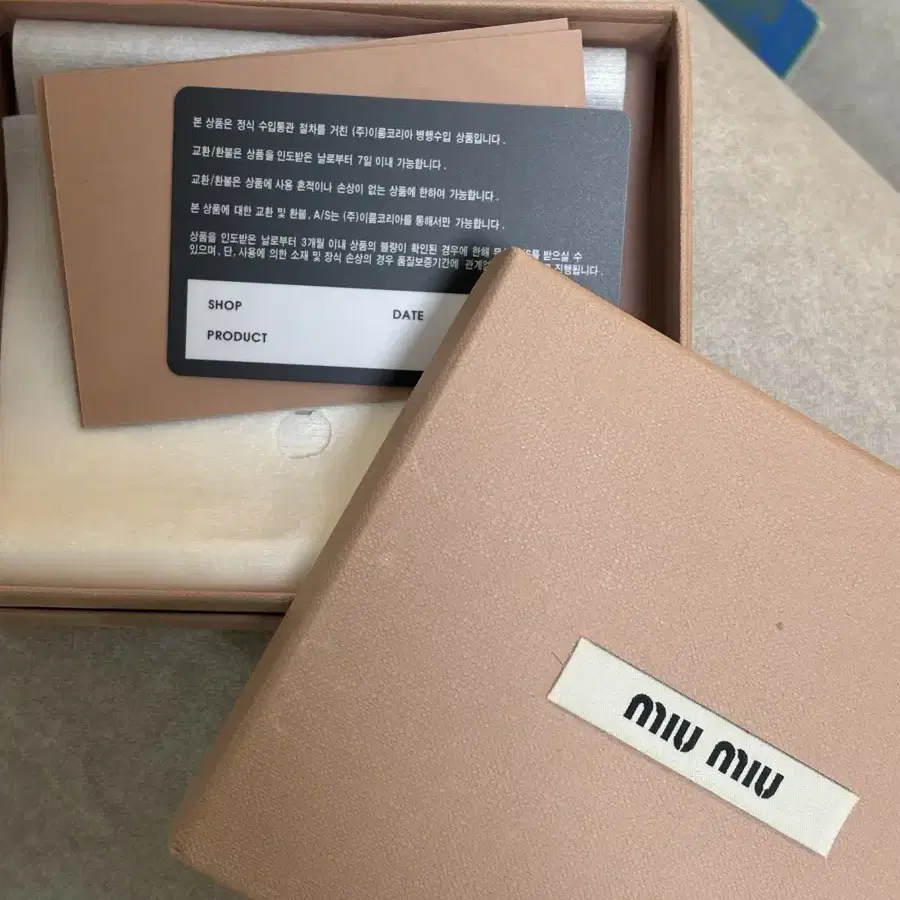 본 상품은 정식 수입통관 절차를 거친 (주)이룸코리아 병행수입 상품입니다.
교환/환불은 상품을 인도받은 날로부터 7일 이내 가능합니다.
교환/환불은 상품에 사용 흔적이나 손상이 없는 상품에 한하여 가능합니다.
본 상품에 대한 교환 및 환불, A/S는 (주)이룸코리아를 통해서만 가능합니다.
상품을 인도받은 날로부터 3개월 이내 상품의 불량이 확인된 경우에 한해 받으실 수
있으며, 단, 사용에 의한 소재 및 장식 손상의 경우 품질보증기간에 진행됩니다.
SHOP
DATE
PRODUCT
miu miu